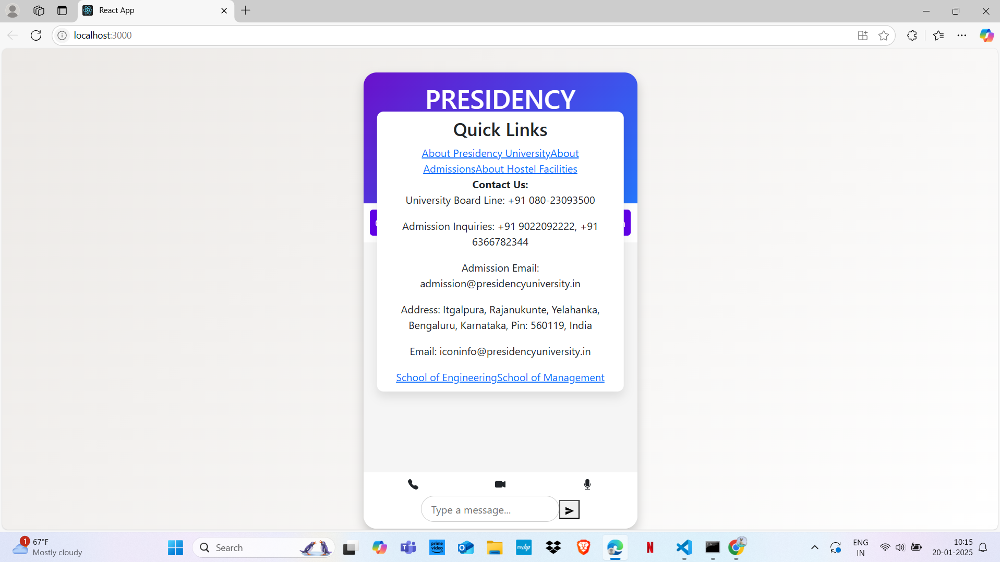 React App
localhost:3000
PRESIDENCY
Quick Links
About Presidency UniversityAbout
AdmissionsAbout Hostel Facilities
Contact Us:
University Board Line: +91 080-23093500
Admission Inquiries: +91 9022092222, +91
6366782344
Admission Email:
admission@presidencyuniversity.in
Address: Itgalpura, Rajanukunte, Yelahanka,
Bengaluru, Karnataka, Pin: 560119, India
Email: iconinfo@presidencyuniversity.in
School of EngineeringSchool of Management
Type a message...
1
67°F
Mostly cloudy
Search
prime video
myhp
N
ENG
IN
10:15
20-01-2025